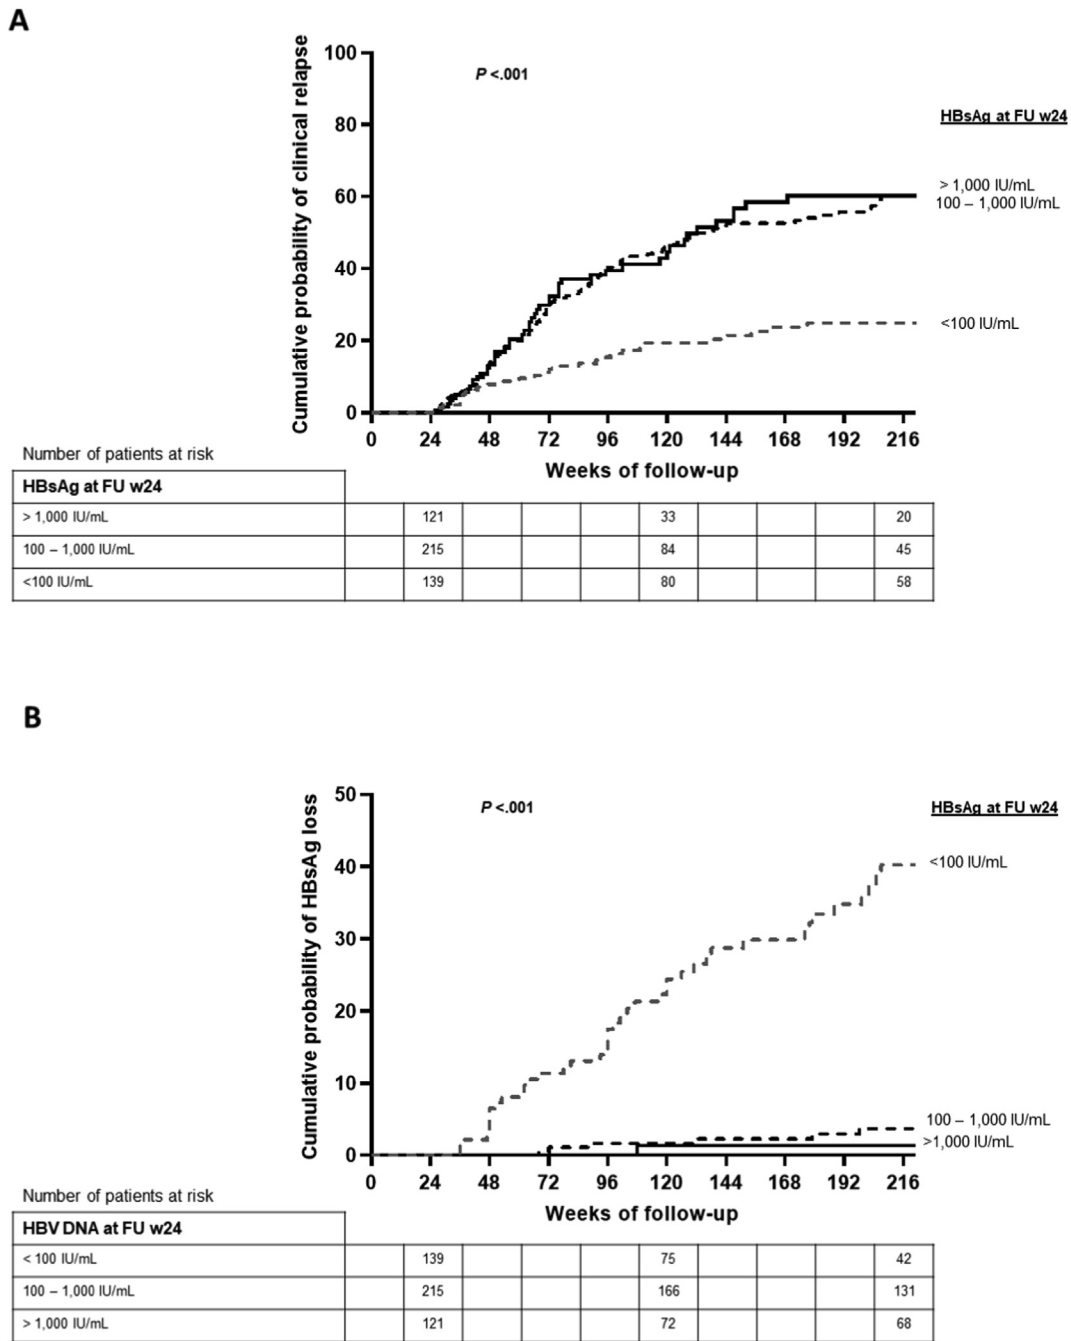 A
Cumulative probability of clinical relapse
100
80
60
40
20
0
P <.001
HBsAg at FU w24
> 1,000 IU/mL
100 – 1,000 IU/mL
<100 IU/mL
0 24 48 72 96 120 144 168 192 216
Weeks of follow-up
Number of patients at risk
HBsAg at FU w24
> 1,000 IU/mL 121 33 20
100 – 1,000 IU/mL 215 84 45
<100 IU/mL 139 80 58
B
Cumulative probability of HBsAg loss
50
40
30
20
10
0
P <.001
HBsAg at FU w24
<100 IU/mL
100 – 1,000 IU/mL
>1,000 IU/mL
0 24 48 72 96 120 144 168 192 216
Weeks of follow-up
Number of patients at risk
HBV DNA at FU w24
< 100 IU/mL 139 75 42
100 – 1,000 IU/mL 215 166 131
> 1,000 IU/mL 121 72 68